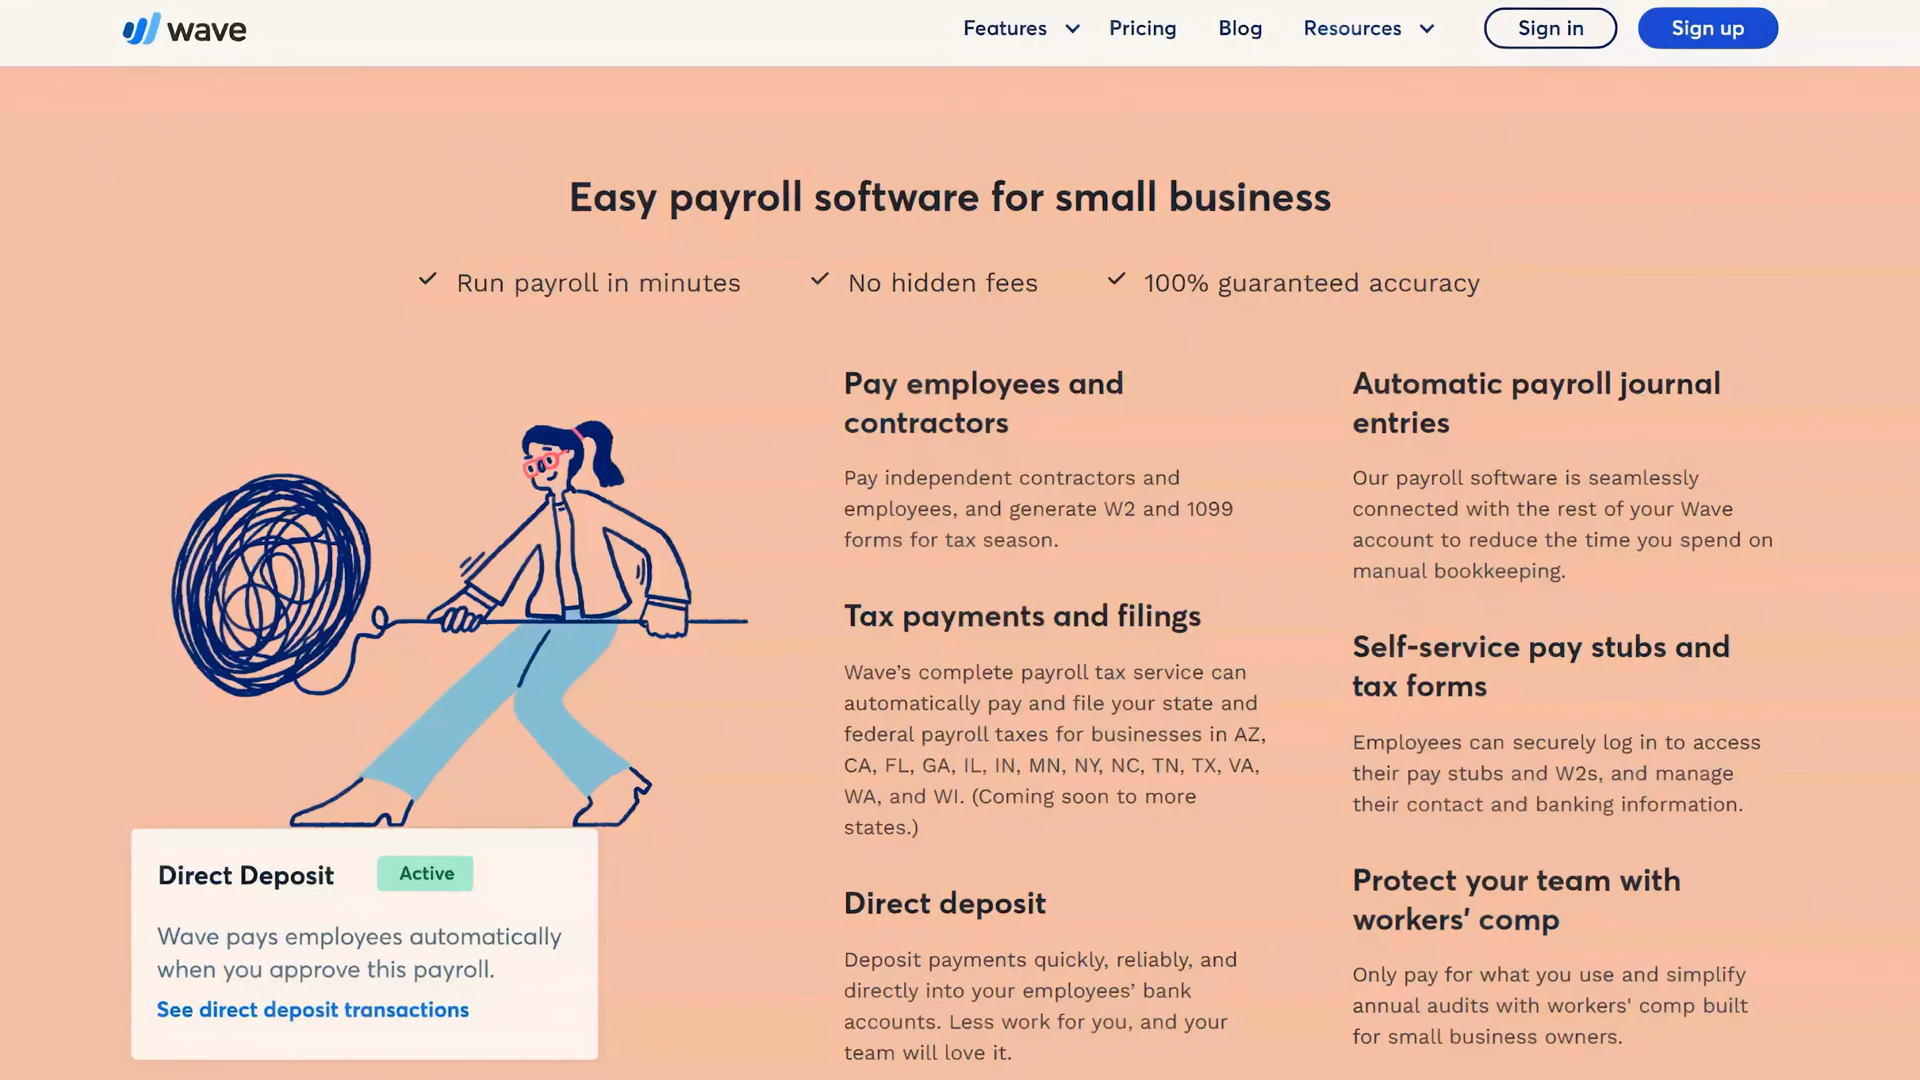 wave
Features
Pricing
Blog
Resources
Sign in
Sign up
Easy payroll software for small business
Run payroll in minutes
No hidden fees
100% guaranteed accuracy
Pay employees and
contractors
Pay independent contractors and
employees, and generate W2 and 1099
forms for tax season.
Tax payments and filings
Wave’s complete payroll tax service can
automatically pay and file your state and
federal payroll taxes for businesses in AZ,
CA, FL, GA, IL, IN, MN, NY, NC, TN, TX, VA,
WA, and WI. (Coming soon to more
states.)
Direct deposit
Deposit payments quickly, reliably, and
directly into your employees’ bank
accounts. Less work for you, and your
team will love it.
Automatic payroll journal
entries
Our payroll software is seamlessly
connected with the rest of your Wave
account to reduce the time you spend on
manual bookkeeping.
Self-service pay stubs and
tax forms
Employees can securely log in to access
their pay stubs and W2s, and manage
their contact and banking information.
Protect your team with
workers’ comp
Only pay for what you use and simplify
annual audits with workers' comp built
for small business owners.
Direct Deposit
Active
Wave pays employees automatically
when you approve this payroll.
See direct deposit transactions